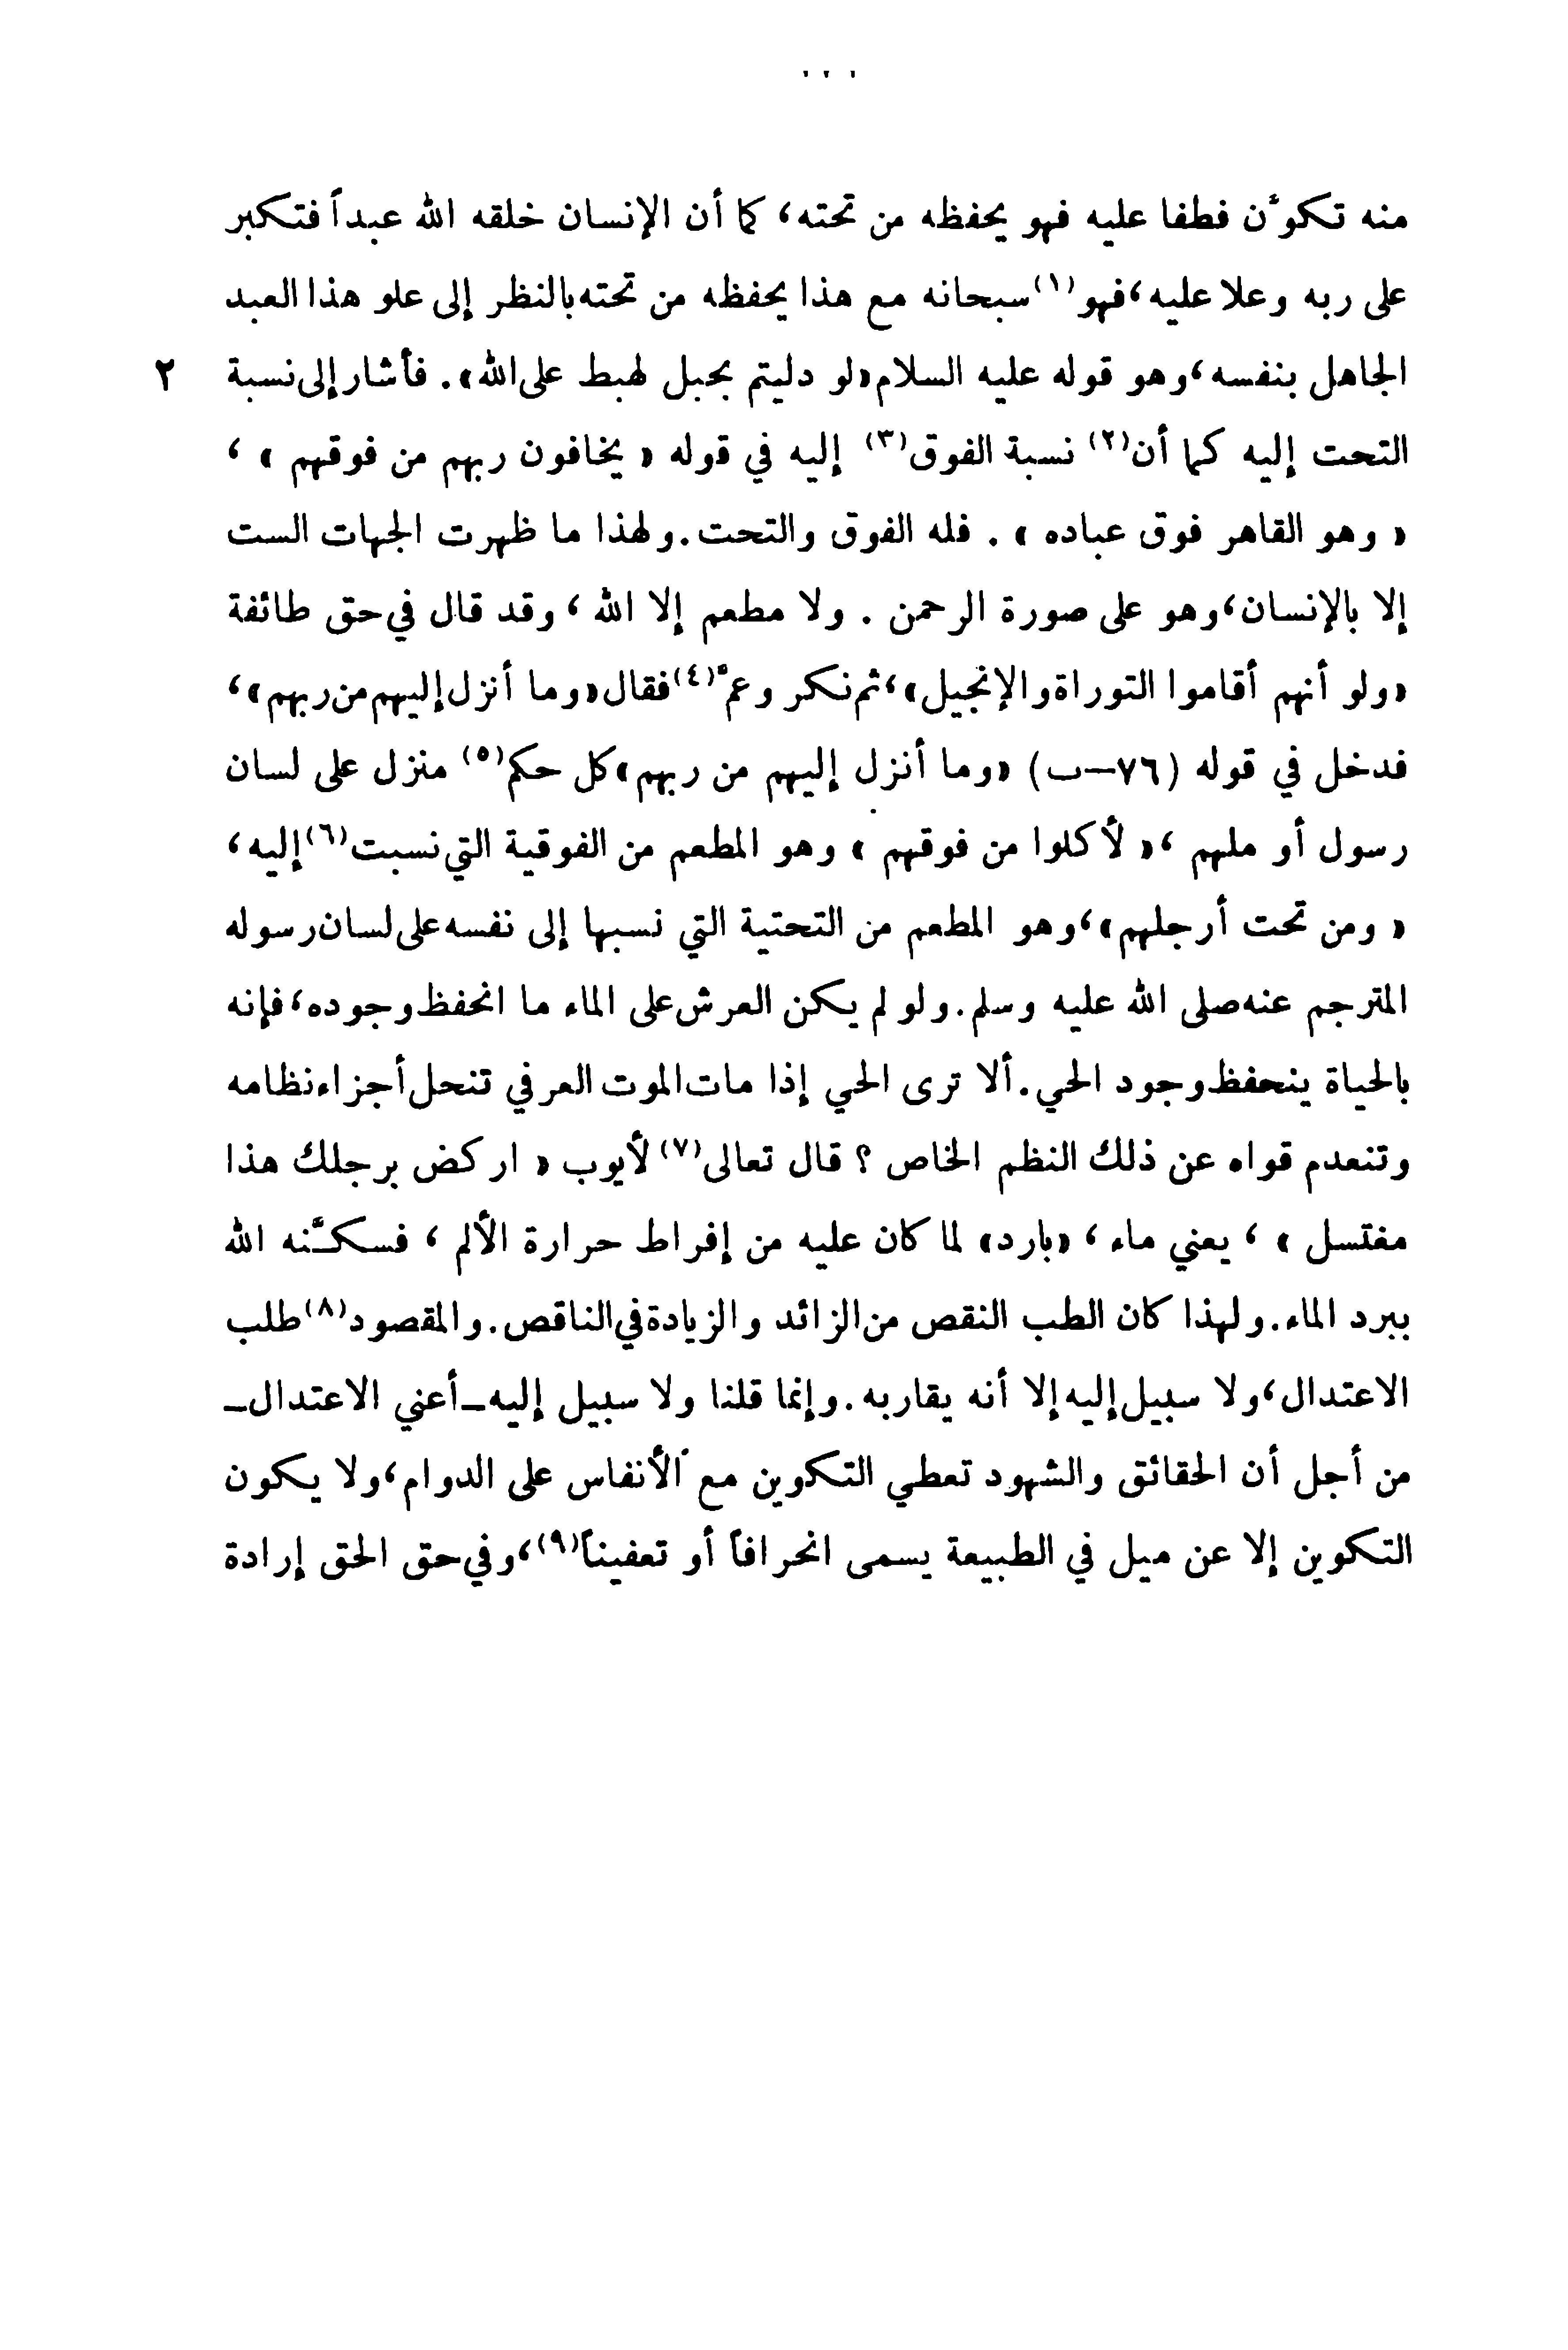 منه تكوَّن فطفا عليه فهو يحفظه من تحته، كما أن الإنسان خلقه الله عبداً فتكبر
على ربه وعلا عليه، فهو(١) سبحانه مع هذا يحفظه من تحته بالنظر إلى علو هذا العبد
الجاهل بنفسه، وهو قوله عليه السلام «لو دليتم بحبل لهبط على الله». فأشار إلى نسبة ٢
التحت إليه كما أن(٢) نسبة الفوق(٣) إليه في قوله « يخافون ربهم من فوقهم » ،
« وهو القاهر فوق عباده » . فله الفوق والتحت. ولهذا ما ظهرت الجهات الست
إلا بالإنسان، وهو على صورة الرحمن . ولا مطعم إلا الله ، وقد قال في حق طائفة
«ولو أنهم أقاموا التوراة والإنجيل»، ثم نكر وعمَّ(٤) فقال «وما أنزل إليهم من ربهم»،
فدخل في قوله (٧٦—ب) «وما أنزل إليهم من ربهم» كل حكم(٥) منزل على لسان
رسول أو ملهم ، « لأكلوا من فوقهم » وهو المطعم من الفوقية التي نسبت(٦) إليه،
« ومن تحت أرجلهم»، وهو المطعم من التحتية التي نسبها إلى نفسه على لسان رسوله
المترجم عنه صلى الله عليه وسلم. ولو لم يكن العرش على الماء ما انحفظ وجوده، فإنه
بالحياة ينحفظ وجود الحي. ألا ترى الحي إذا مات الموت العرفي تنحل أجزاء نظامه
وتنعدم قواه عن ذلك النظم الخاص ؟ قال تعالى(٧) لأيوب « اركض برجلك هذا
مغتسل » ، يعني ماء ، «بارد» لما كان عليه من إفراط حرارة الألم ، فسكَّنه الله
ببرد الماء. ولهذا كان الطب النقص من الزائد والزيادة في الناقص. والمقصود(٨) طلب
الاعتدال، ولا سبيل إليه إلا أنه يقاربه. وإنما قلنا ولا سبيل إليه—أعني الاعتدال—
من أجل أن الحقائق والشهود تعطي التكوين مع الأنفاس على الدوام، ولا يكون
التكوين إلا عن ميل في الطبيعة يسمى انحرافاً أو تعفيناً(٩)، وفي حق الحق إرادة